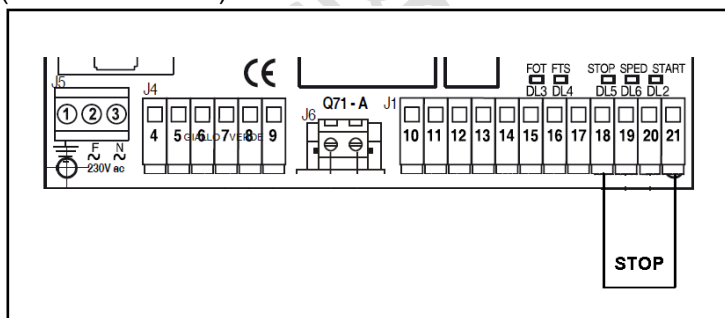 FOT FTS STOP SPED START
DL3 DL4 DL5 DL6 DL2
J5 J4 CE Q71 - A J1
J6
1 2 3
4 5 6 7 8 9
GIALLO VERDE
10 11 12 13 14 15 16 17 18 19 20 21
F N
230V ac
STOP